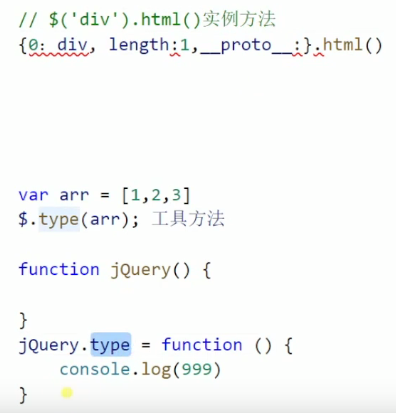 // $('div').html()实例方法
{0: div, length:1,__proto__:}.html()
var arr = [1,2,3]
$.type(arr); 工具方法
function jQuery() {
}
jQuery.type = function () {
console.log(999)
}